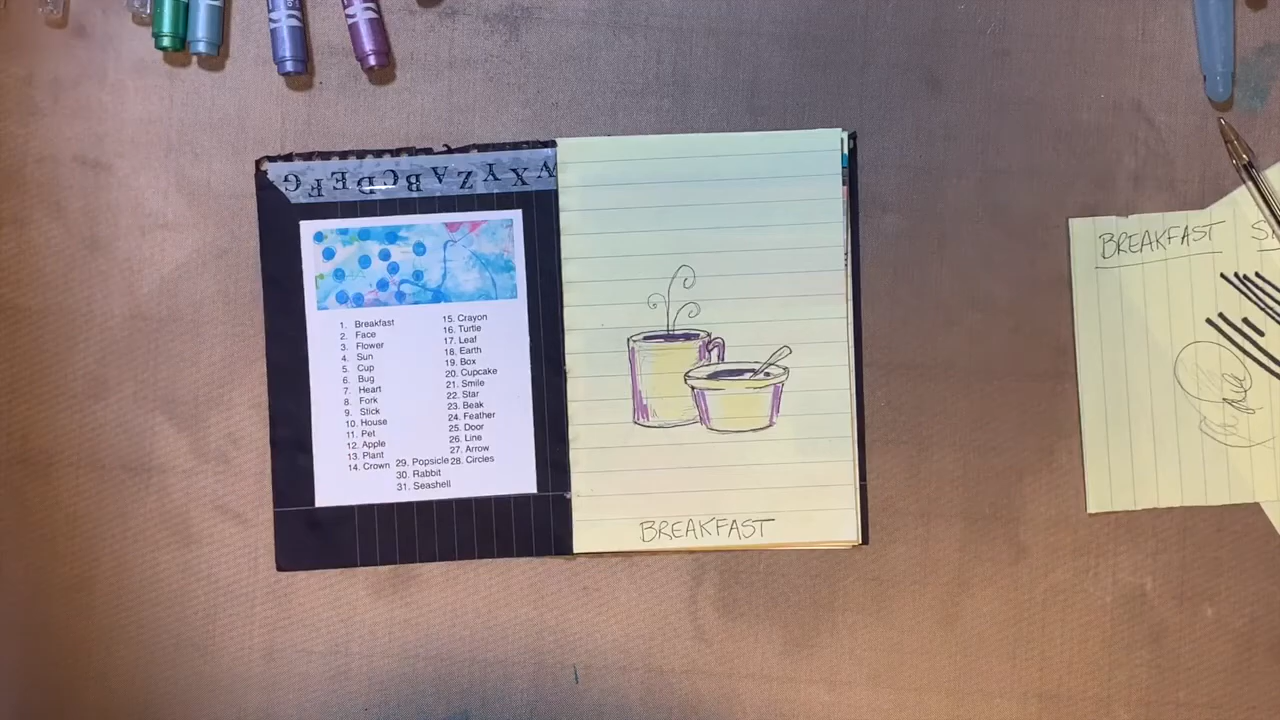 G F E D C B A Z Y X W
1. Breakfast
2. Face
3. Flower
4. Sun
5. Cup
6. Bug
7. Heart
8. Fork
9. Stick
10. House
11. Pet
12. Apple
13. Plant
14. Crown
15. Crayon
16. Turtle
17. Leaf
18. Earth
19. Box
20. Cupcake
21. Smile
22. Star
23. Beak
24. Feather
25. Door
26. Line
27. Arrow
28. Circles
29. Popsicle
30. Rabbit
31. Seashell
BREAKFAST
BREAKFAST